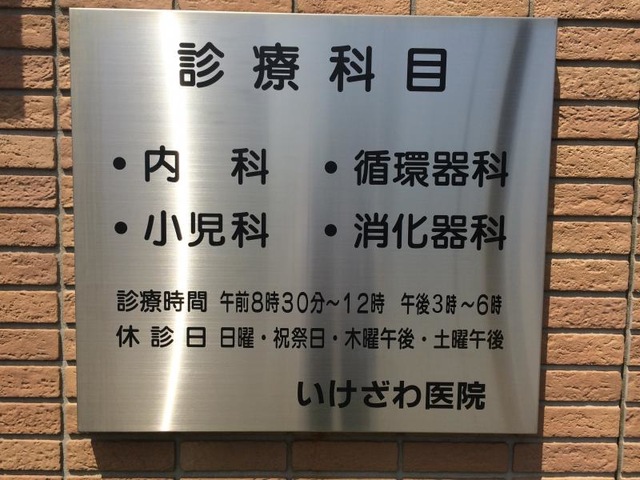 診療科目
・内科 ・循環器科
・小児科 ・消化器科
診療時間 午前8時30分～12時 午後3時～6時
休診日 日曜・祝祭日・木曜午後・土曜午後
いけざわ医院